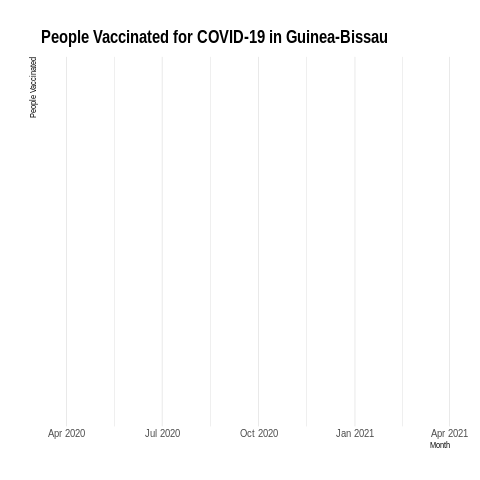 People Vaccinated for COVID-19 in Guinea-Bissau
People Vaccinated
Apr 2020
Jul 2020
Oct 2020
Jan 2021
Apr 2021
Month